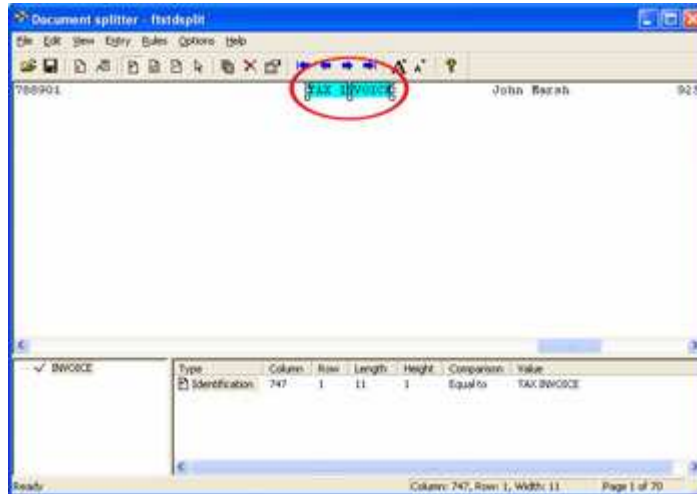 Document splitter - ftstdsplit
File Edit View Entry Rules Options Help
788901 TAX INVOICE John Marsh 923
INVOICE
Type Column Row Length Height Comparison Value
Identification 747 1 11 1 Equal to TAX INVOICE
Ready Column: 747, Row: 1, Width: 11 Page 1 of 70